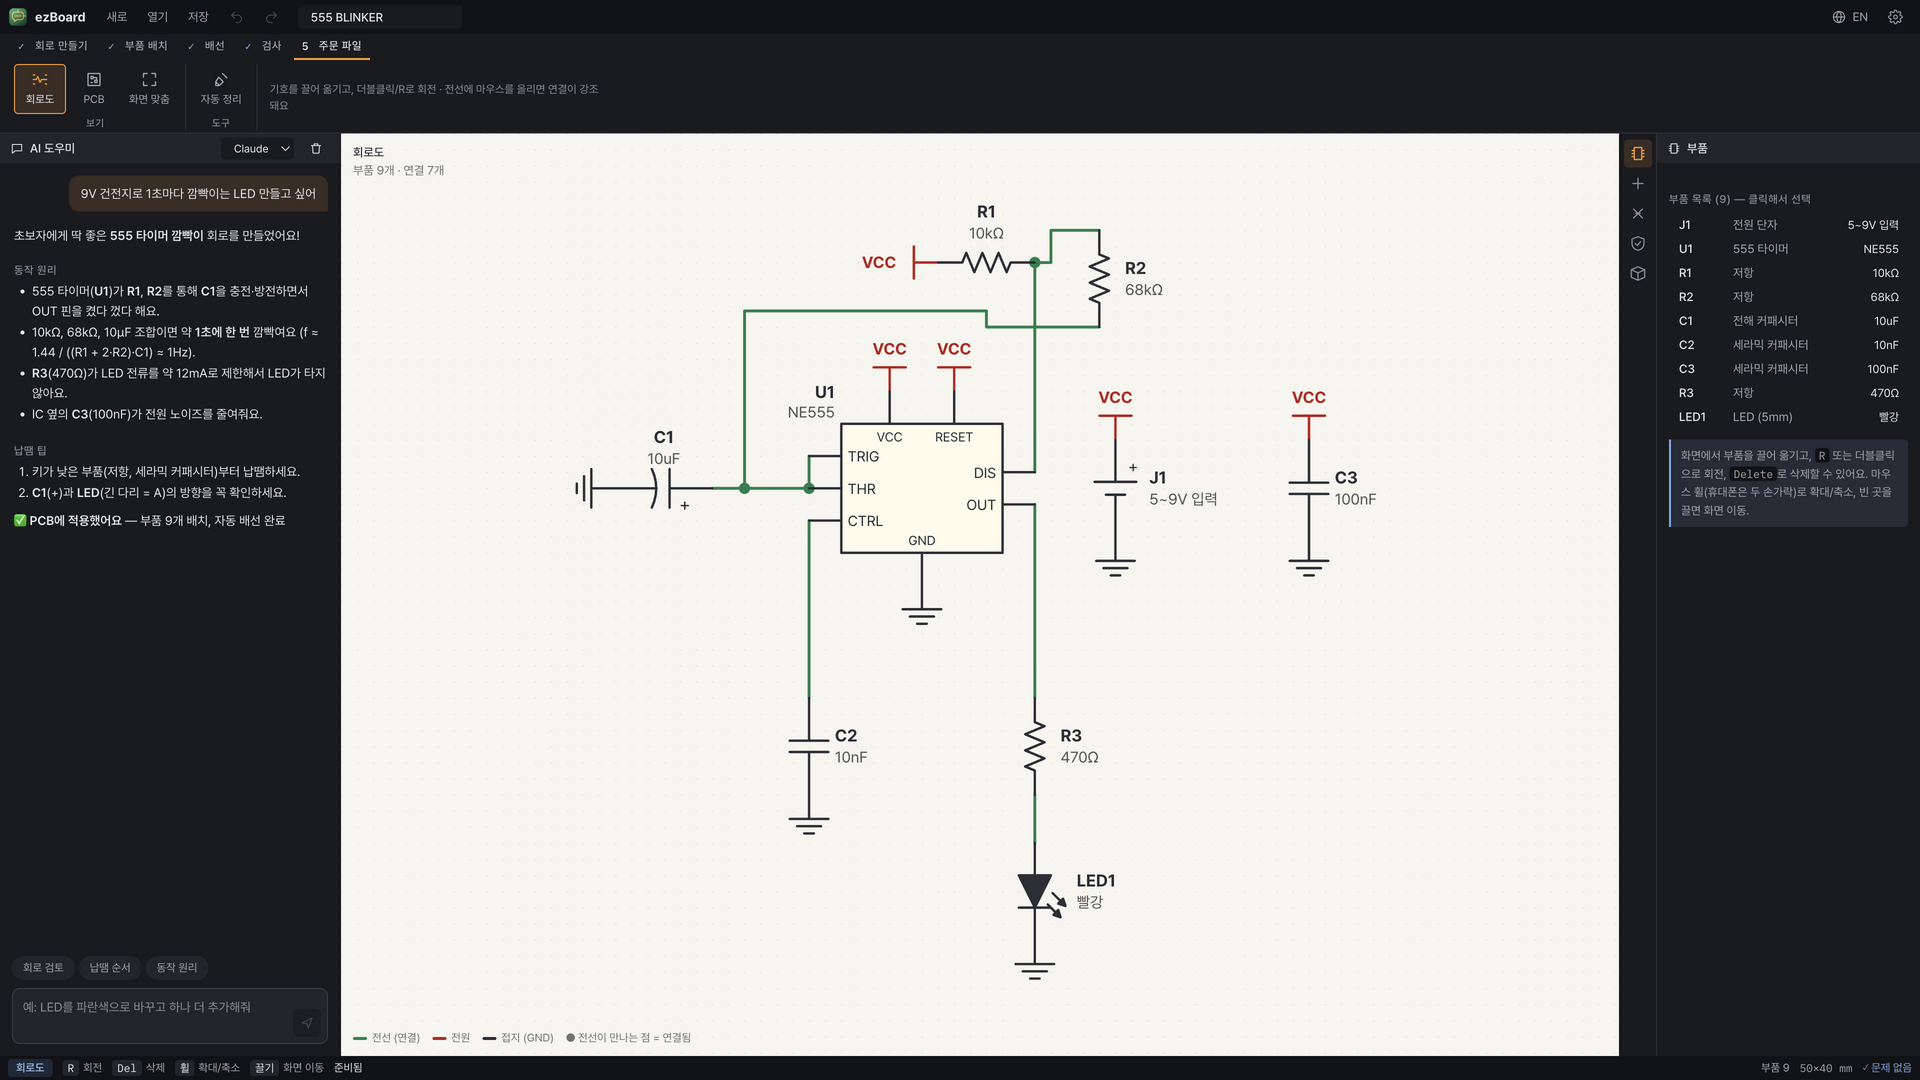 ezBoard 새로 열기 저장 555 BLINKER EN
✓ 회로 만들기 ✓ 부품 배치 ✓ 배선 ✓ 검사 5 주문 파일
회로도 PCB 화면 맞춤 자동 정리
보기 도구
기호를 끌어 옮기고, 더블클릭/R로 회전 · 전선에 마우스를 올리면 연결이 강조
돼요
AI 도우미 Claude
9V 건전지로 1초마다 깜빡이는 LED 만들고 싶어
초보자에게 딱 좋은 555 타이머 깜빡이 회로를 만들었어요!
동작 원리
• 555 타이머(U1)가 R1, R2를 통해 C1을 충전·방전하면서
OUT 핀을 켰다 껐다 해요.
• 10kΩ, 68kΩ, 10µF 조합이면 약 1초에 한 번 깜빡여요 (f ≈
1.44 / ((R1 + 2·R2)·C1) ≈ 1Hz).
• R3(470Ω)가 LED 전류를 약 12mA로 제한해서 LED가 타지
않아요.
• IC 옆의 C3(100nF)가 전원 노이즈를 줄여줘요.
납땜 팁
1. 키가 낮은 부품(저항, 세라믹 커패시터)부터 납땜하세요.
2. C1(+)과 LED(긴 다리 = A)의 방향을 꼭 확인하세요.
✅ PCB에 적용했어요 — 부품 9개 배치, 자동 배선 완료
회로 검토 납땜 순서 동작 원리
예: LED를 파란색으로 바꾸고 하나 더 추가해줘
회로도
부품 9개 · 연결 7개
R1
10kΩ
VCC
R2
68kΩ
VCC VCC
U1
NE555
VCC RESET
TRIG
THR
CTRL
DIS
OUT
GND
C1
10uF
+
VCC
+
J1
5~9V 입력
VCC
C3
100nF
C2
10nF
R3
470Ω
LED1
빨강
전선 (연결) 전원 접지 (GND) 전선이 만나는 점 = 연결됨
부품
부품 목록 (9) — 클릭해서 선택
J1 전원 단자 5~9V 입력
U1 555 타이머 NE555
R1 저항 10kΩ
R2 저항 68kΩ
C1 전해 커패시터 10uF
C2 세라믹 커패시터 10nF
C3 세라믹 커패시터 100nF
R3 저항 470Ω
LED1 LED (5mm) 빨강
화면에서 부품을 끌어 옮기고, R 또는 더블클릭
으로 회전, Delete로 삭제할 수 있어요. 마우
스 휠(휴대폰은 두 손가락)로 확대/축소, 빈 곳을
끌면 화면 이동.
회로도 R 회전 Del 삭제 휠 확대/축소 끌기 화면 이동 준비됨
부품 9 50×40 mm ✓ 문제 없음